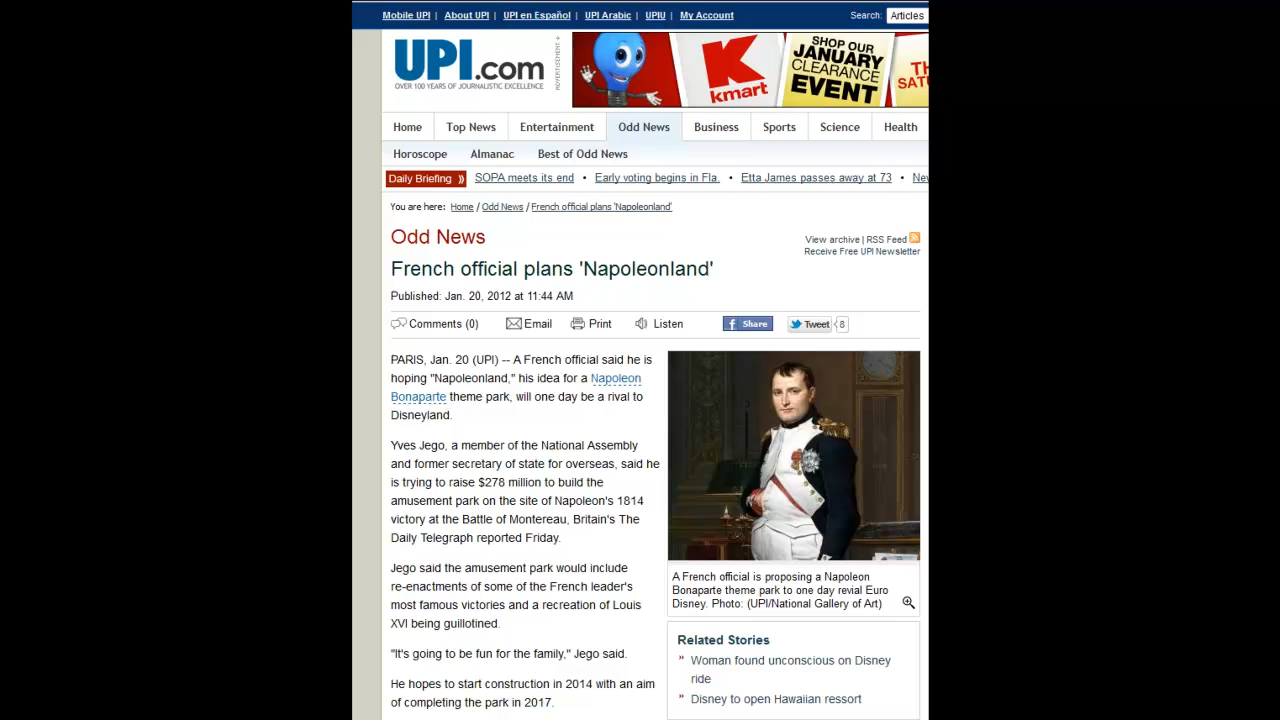 Mobile UPI | About UPI | UPI en Español | UPI Arabic | UPIU | My Account Search: Articles
UPI.com
OVER 100 YEARS OF JOURNALISTIC EXCELLENCE
ADVERTISEMENT
K
kmart
SHOP OUR
JANUARY
CLEARANCE
EVENT
TH
SATU
Home Top News Entertainment Odd News Business Sports Science Health
Horoscope Almanac Best of Odd News
Daily Briefing » SOPA meets its end • Early voting begins in Fla. • Etta James passes away at 73 • Nev
You are here: Home / Odd News / French official plans 'Napoleonland'
Odd News
View archive | RSS Feed
Receive Free UPI Newsletter
French official plans 'Napoleonland'
Published: Jan. 20, 2012 at 11:44 AM
Comments (0) Email Print Listen f Share Tweet 8
PARIS, Jan. 20 (UPI) -- A French official said he is
hoping "Napoleonland," his idea for a Napoleon
Bonaparte theme park, will one day be a rival to
Disneyland.
Yves Jego, a member of the National Assembly
and former secretary of state for overseas, said he
is trying to raise $278 million to build the
amusement park on the site of Napoleon's 1814
victory at the Battle of Montereau, Britain's The
Daily Telegraph reported Friday.
Jego said the amusement park would include
re-enactments of some of the French leader's
most famous victories and a recreation of Louis
XVI being guillotined.
"It's going to be fun for the family," Jego said.
He hopes to start construction in 2014 with an aim
of completing the park in 2017.
A French official is proposing a Napoleon
Bonaparte theme park to one day revial Euro
Disney. Photo: (UPI/National Gallery of Art)
Related Stories
» Woman found unconscious on Disney
ride
» Disney to open Hawaiian ressort